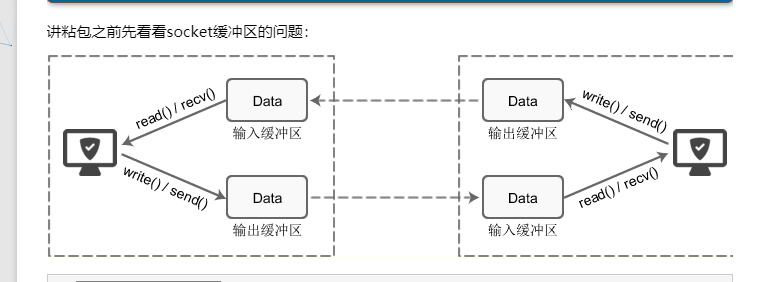 讲粘包之前先看看socket缓冲区的问题：
read() / recv()
Data
输入缓冲区
write() / send()
Data
输出缓冲区
Data
输出缓冲区
write() / send()
Data
输入缓冲区
read() / recv()